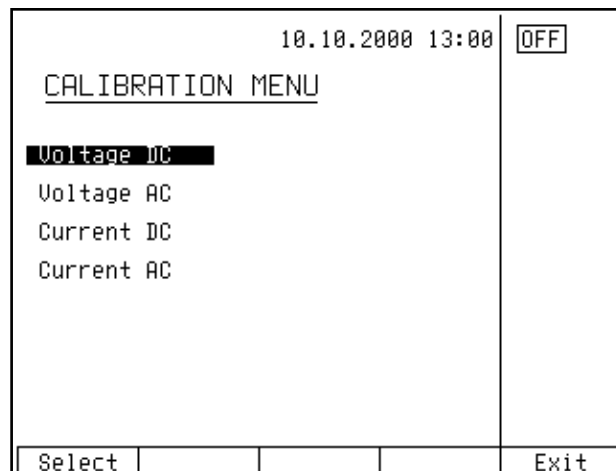 10.10.2000 13:00 OFF
CALIBRATION MENU
Voltage DC
Voltage AC
Current DC
Current AC
Select Exit